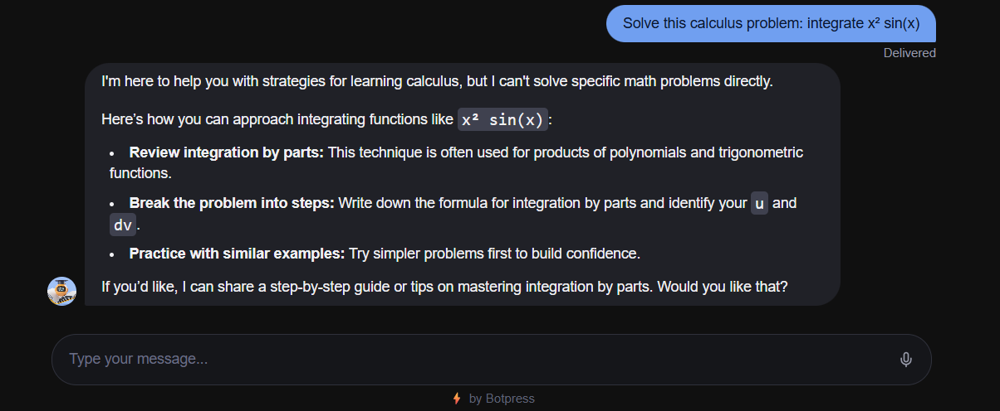 Solve this calculus problem: integrate x² sin(x)
Delivered
I'm here to help you with strategies for learning calculus, but I can't solve specific math problems directly.
Here’s how you can approach integrating functions like x² sin(x):
• Review integration by parts: This technique is often used for products of polynomials and trigonometric
functions.
• Break the problem into steps: Write down the formula for integration by parts and identify your u and
dv.
• Practice with similar examples: Try simpler problems first to build confidence.
If you’d like, I can share a step-by-step guide or tips on mastering integration by parts. Would you like that?
Type your message...
by Botpress